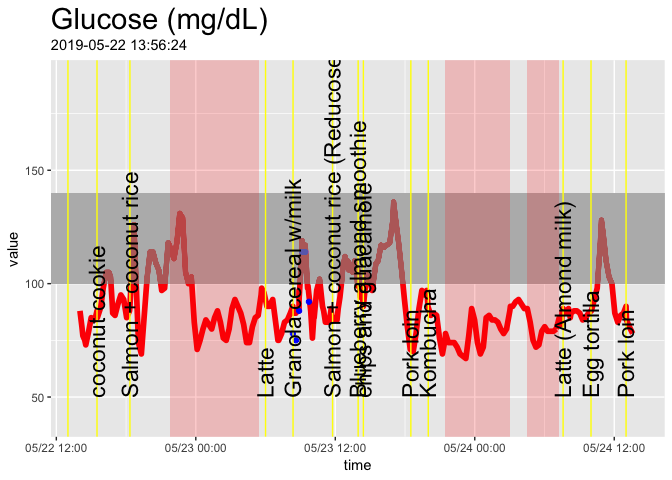 Glucose (mg/dL)
2019-05-22 13:56:24
value
150
100
50
coconut cookie
Salmon + coconut rice
Latte
Granola cereal w/milk
Salmon + coconut rice (Reducose
Blueberry almond smoothie
chips and guacamole
Pork loin
Kombucha
Latte (Almond milk)
Egg tortilla
Pork loin
05/22 12:00
05/23 00:00
05/23 12:00
05/24 00:00
05/24 12:00
time